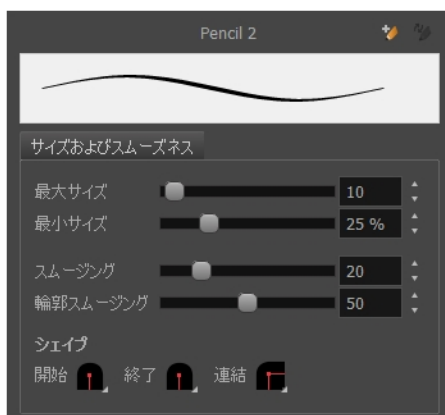 Pencil 2
サイズおよびスムーズネス
最大サイズ 10
最小サイズ 25 %
スムージング 20
輪郭スムージング 50
シェイプ
開始 終了 連結